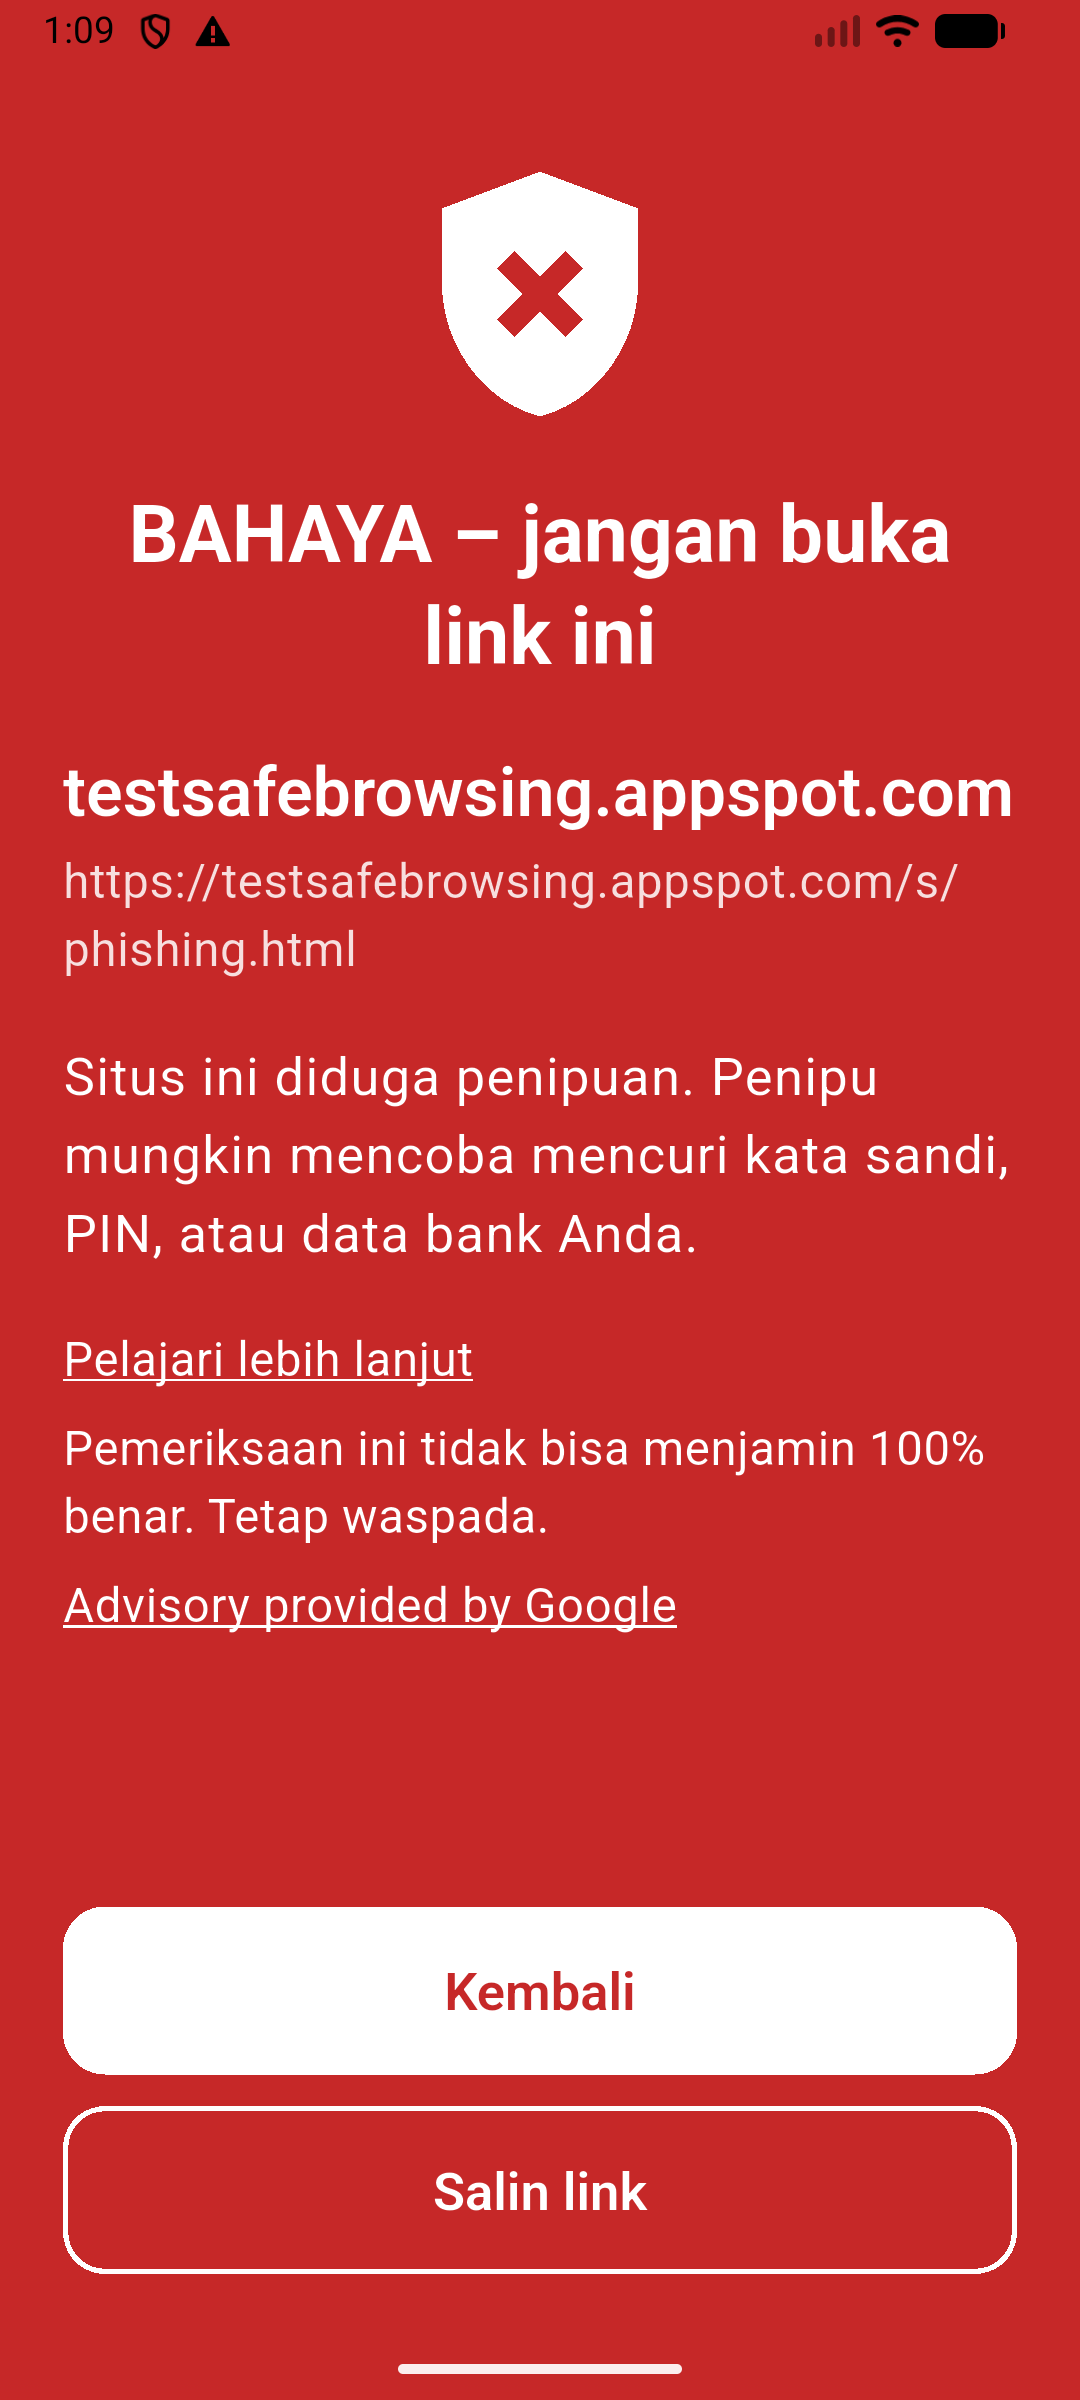 1:09
BAHAYA – jangan buka
link ini
testsafebrowsing.appspot.com
https://testsafebrowsing.appspot.com/s/
phishing.html
Situs ini diduga penipuan. Penipu
mungkin mencoba mencuri kata sandi,
PIN, atau data bank Anda.
Pelajari lebih lanjut
Pemeriksaan ini tidak bisa menjamin 100%
benar. Tetap waspada.
Advisory provided by Google
Kembali
Salin link